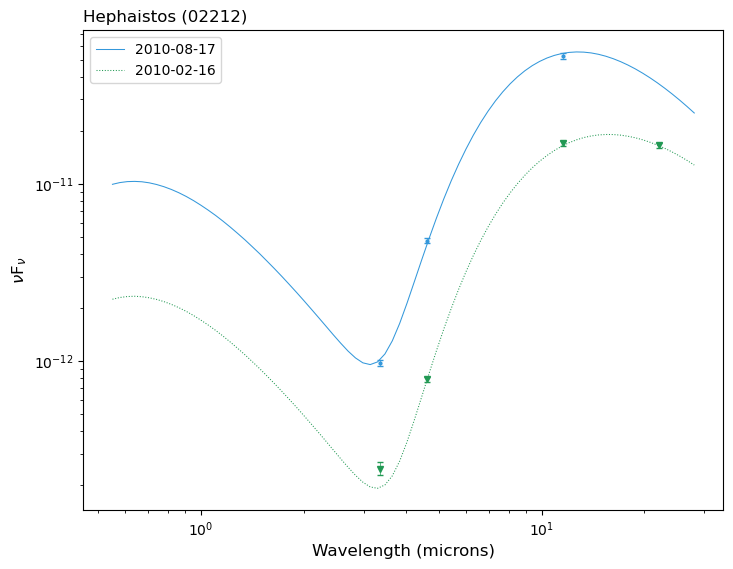 Hephaistos (02212)
2010-08-17
2010-02-16
10⁻¹¹
10⁻¹²
νFν
10⁰
10¹
Wavelength (microns)